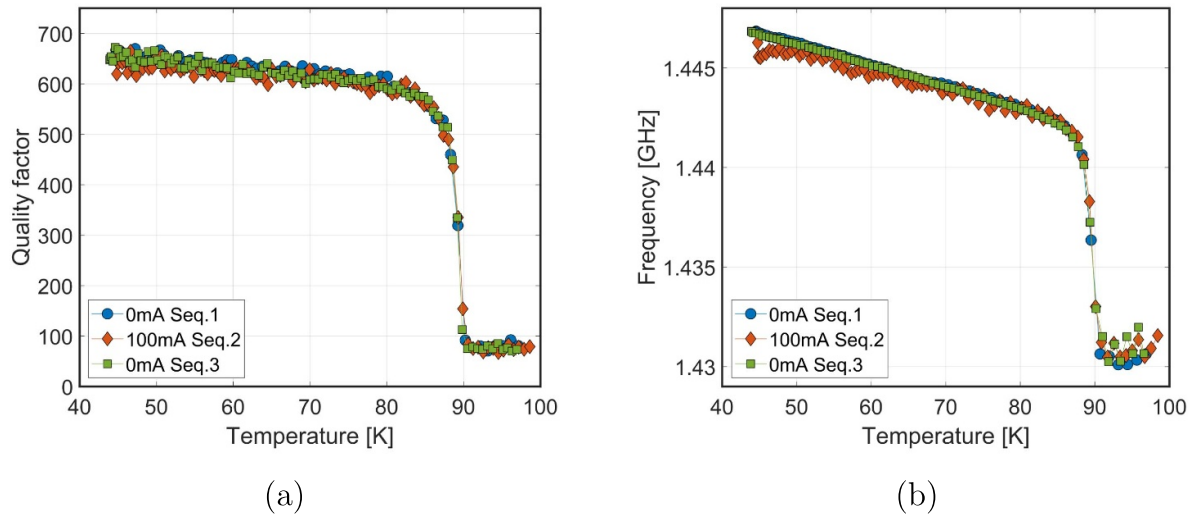 700
600
500
400
300
200
100
0
Quality factor
0mA Seq.1
100mA Seq.2
0mA Seq.3
40 50 60 70 80 90 100
Temperature [K]
(a)
1.445
1.44
1.435
1.43
Frequency [GHz]
0mA Seq.1
100mA Seq.2
0mA Seq.3
40 50 60 70 80 90 100
Temperature [K]
(b)